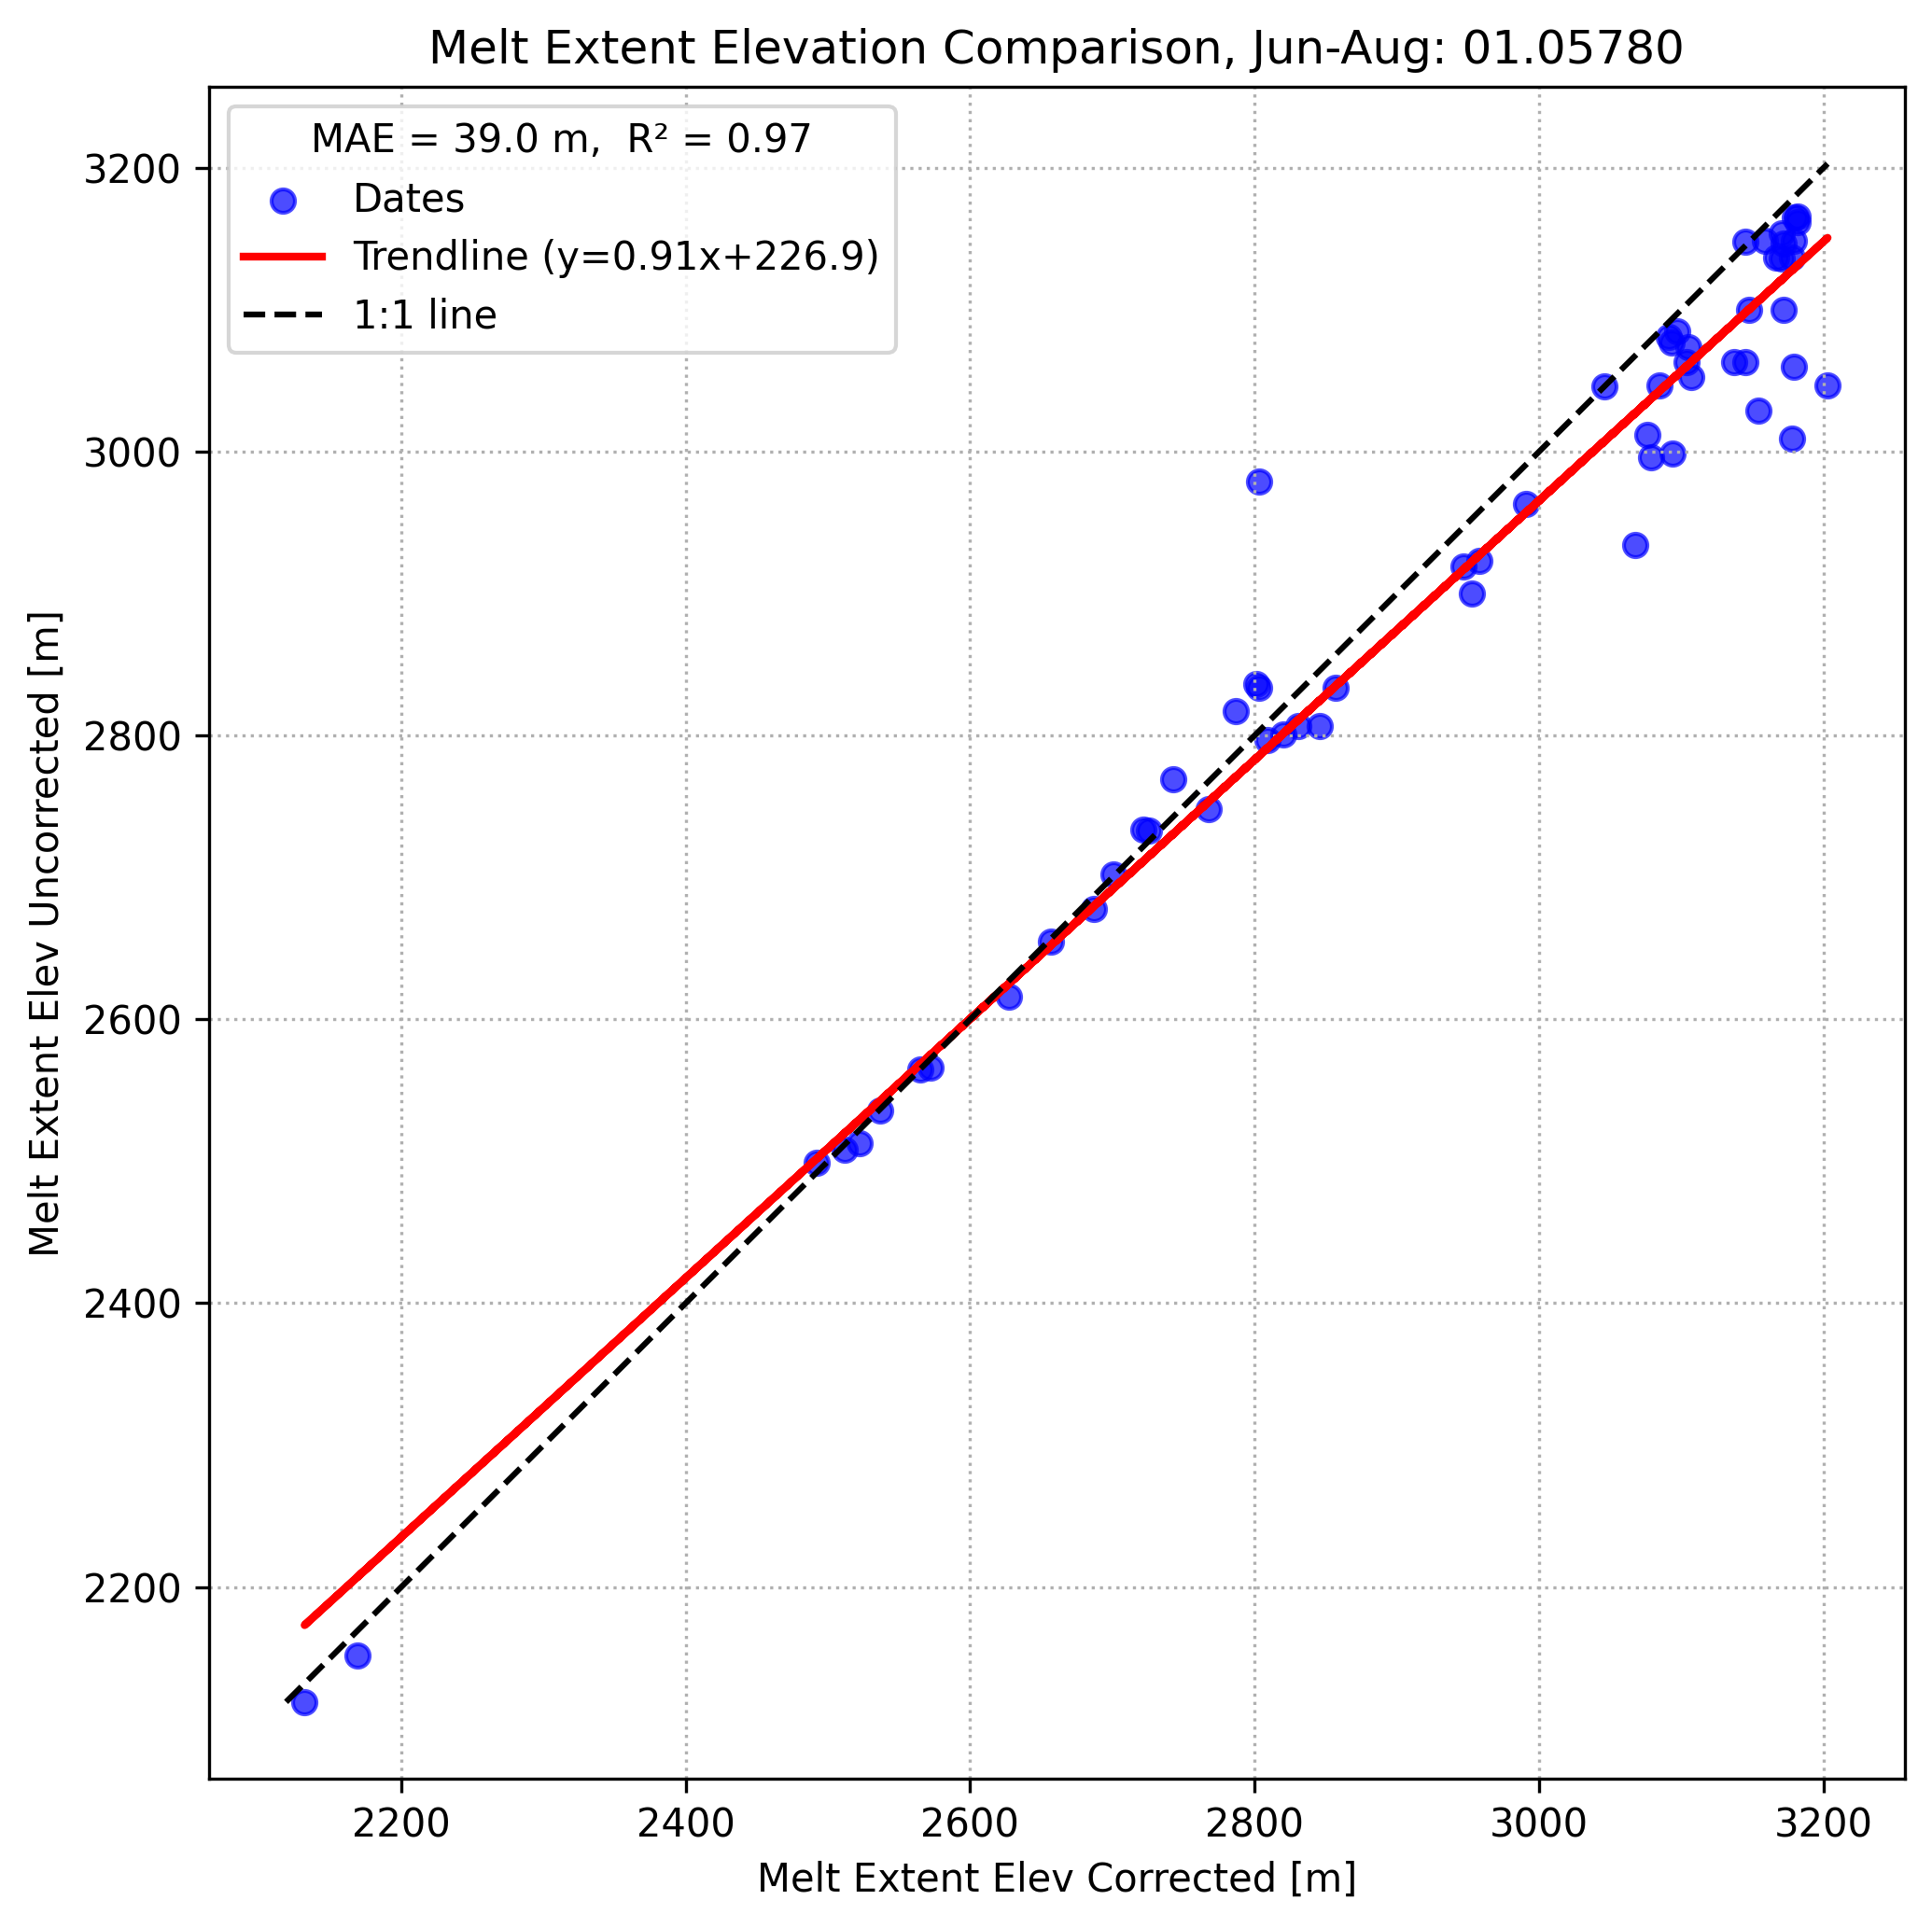 Melt Extent Elevation Comparison, Jun-Aug: 01.05780
MAE = 39.0 m,  R² = 0.97
Dates
Trendline (y=0.91x+226.9)
1:1 line
Melt Extent Elev Uncorrected [m]
3200
3000
2800
2600
2400
2200
2200 2400 2600 2800 3000 3200
Melt Extent Elev Corrected [m]